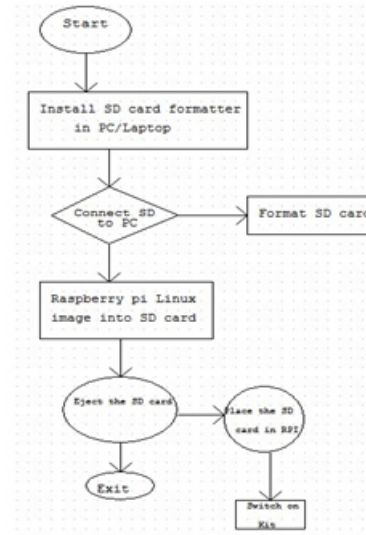 Start
Install SD card formatter
in PC/Laptop
Connect SD
to PC
Format SD card
Raspberry pi Linux
image into SD card
Eject the SD card
Place the SD
card in RPI
Exit
Switch on
Kit